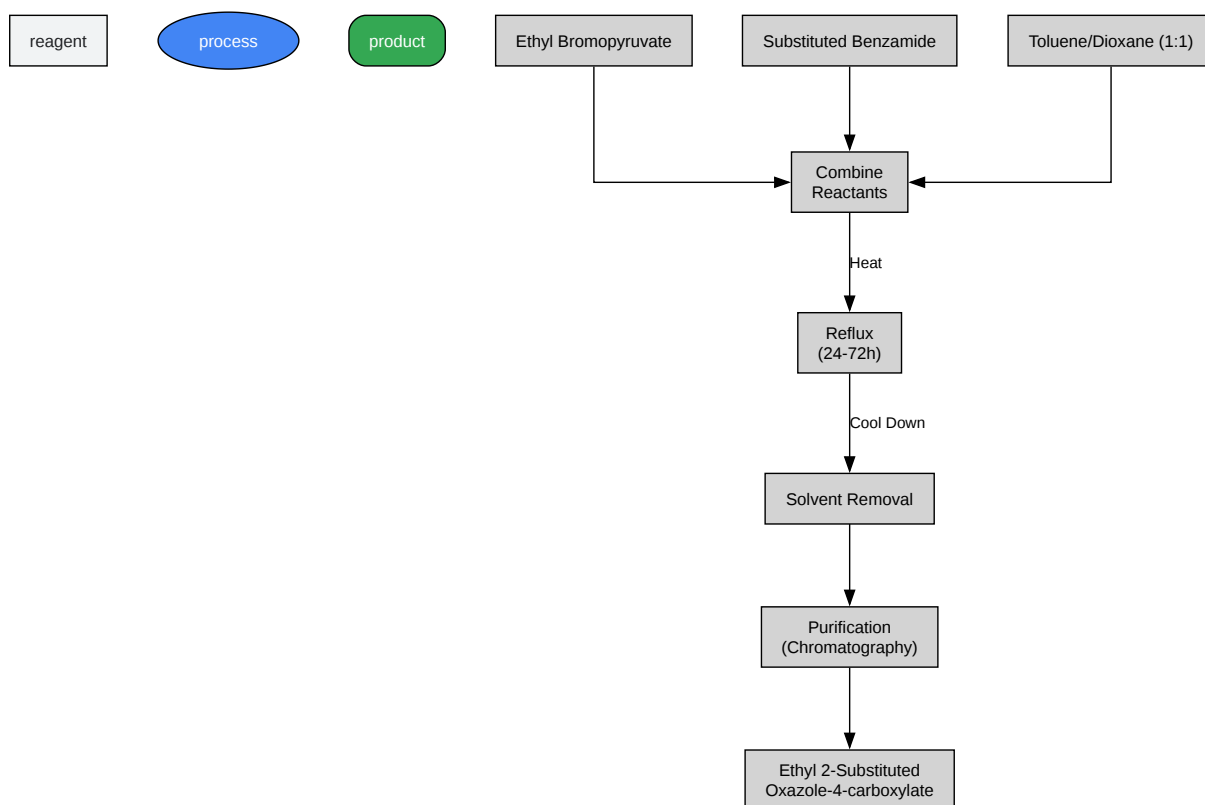 reagent
process
product
Ethyl Bromopyruvate
Substituted Benzamide
Toluene/Dioxane (1:1)
Combine
Reactants
Heat
Reflux
(24-72h)
Cool Down
Solvent Removal
Purification
(Chromatography)
Ethyl 2-Substituted
Oxazole-4-carboxylate